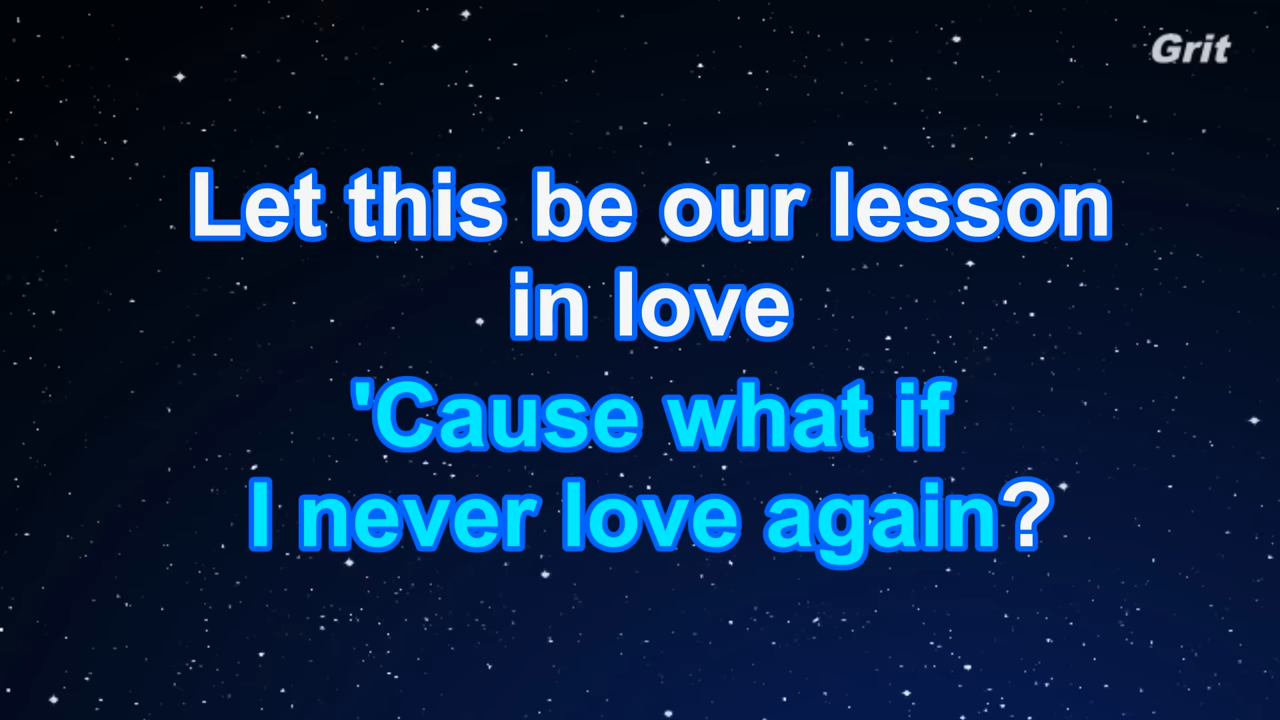 Grit
Let this be our lesson
in love
'Cause what if
I never love again?